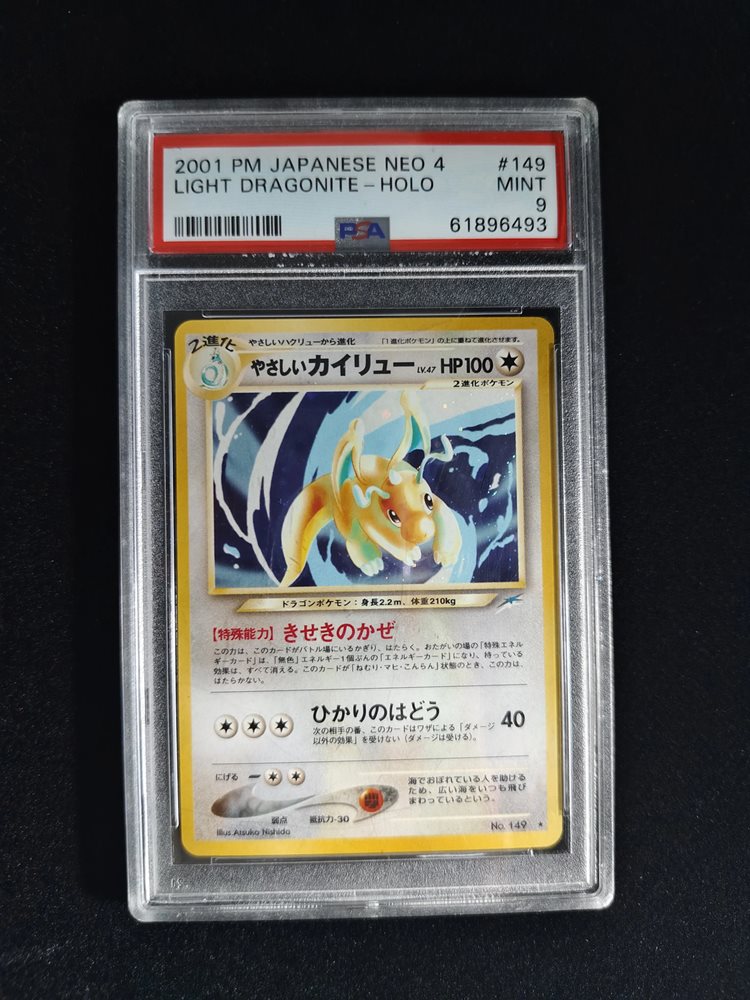 2001 PM JAPANESE NEO 4 #149
LIGHT DRAGONITE - HOLO MINT
9
PSA 61896493
2進化 やさしいハクリューから進化 「1進化ポケモン」の上に重ねて進化させます。
やさしいカイリュー LV.47 HP100
2進化ポケモン
ドラゴンポケモン:身長2.2m、体重210kg
【特殊能力】きせきのかぜ
この力は、このカードがバトル場にいるかぎり、はたらく。おたがいの場の「特殊エネル
ギーカード」は、「無色」エネルギー1個ぶんの「エネルギーカード」になり、持っている
効果は、すべて消える。このカードが「ねむり・マヒ・こんらん」状態のとき、この力は、
はたらかない。
ひかりのはどう 40
次の相手の番、このカードはワザによる「ダメージ
以外の効果」を受けない(ダメージは受ける)。
にげる
海でおぼれている人を助ける
ため、広い海をいつも飛び
まわっているという。
弱点 抵抗力-30
Illus Atsuko Nishida No. 149 ★